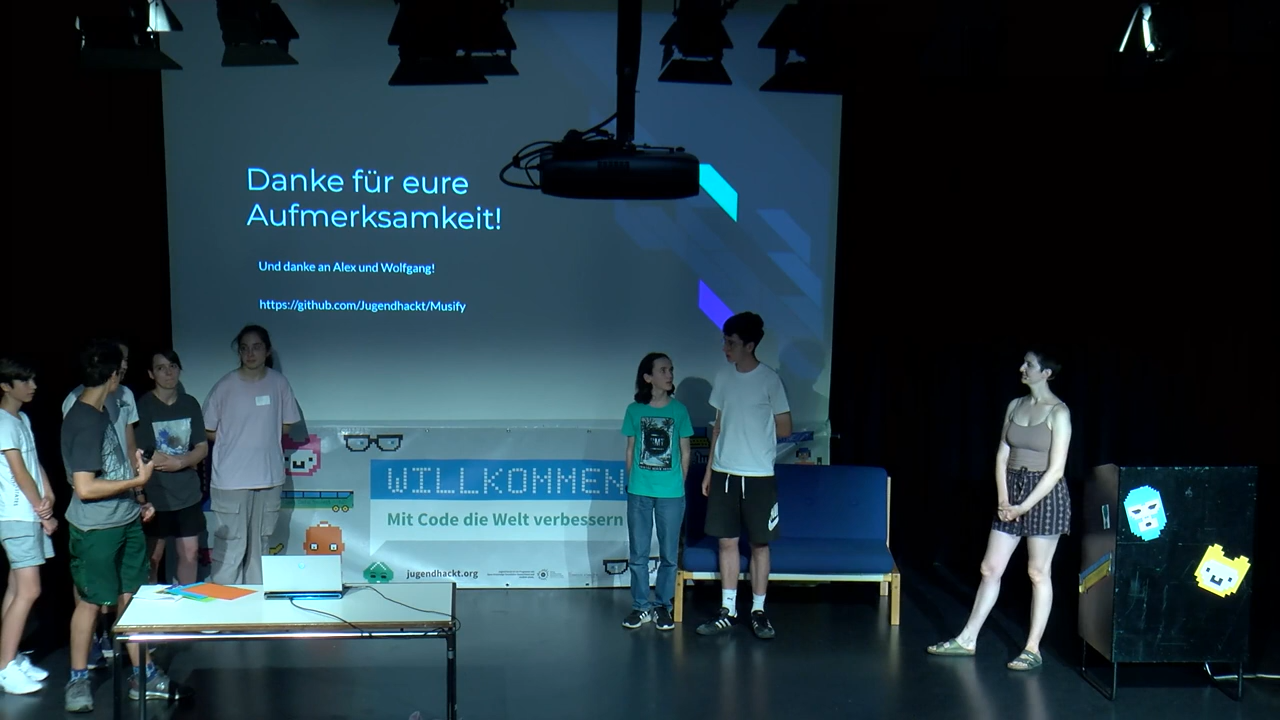 Danke für eure
Aufmerksamkeit!
Und danke an Alex und Wolfgang!
https://github.com/Jugendhackt/Musify
WILLKOMMEN
Mit Code die Welt verbessern
jugendhackt.org